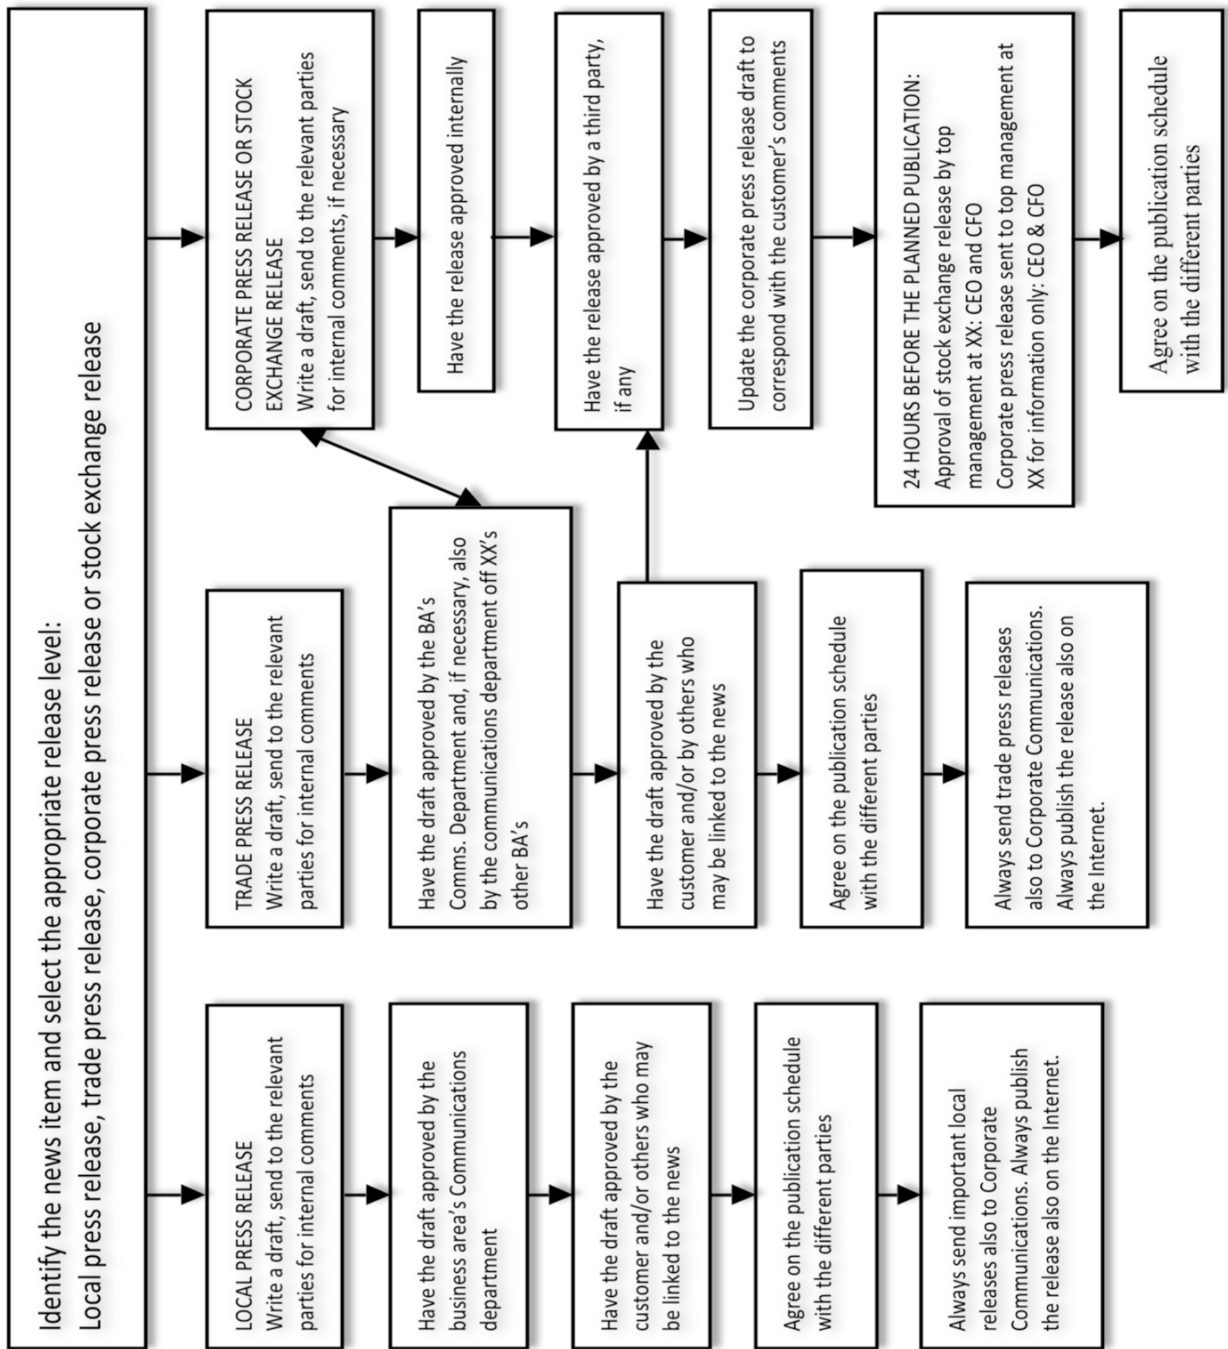 Identify the news item and select the appropriate release level:
Local press release, trade press release, corporate press release or stock exchange release
LOCAL PRESS RELEASE
Write a draft, send to the relevant
parties for internal comments
Have the draft approved by the
business area's Communications
department
Have the draft approved by the
customer and/or others who may
be linked to the news
Agree on the publication schedule
with the different parties
Always send important local
releases also to Corporate
Communications. Always publish
the release also on the Internet.
TRADE PRESS RELEASE
Write a draft, send to the relevant
parties for internal comments
Have the draft approved by the BA's
Comms. Department and, if necessary, also
by the communications department off XX's
other BA's
Have the draft approved by the
customer and/or by others who
may be linked to the news
Agree on the publication schedule
with the different parties
Always send trade press releases
also to Corporate Communications.
Always publish the release also on
the Internet.
CORPORATE PRESS RELEASE OR STOCK
EXCHANGE RELEASE
Write a draft, send to the relevant parties
for internal comments, if necessary
Have the release approved internally
Have the release approved by a third party,
if any
Update the corporate press release draft to
correspond with the customer's comments
24 HOURS BEFORE THE PLANNED PUBLICATION:
Approval of stock exchange release by top
management at XX: CEO and CFO
Corporate press release sent to top management at
XX for information only: CEO & CFO
Agree on the publication schedule
with the different parties